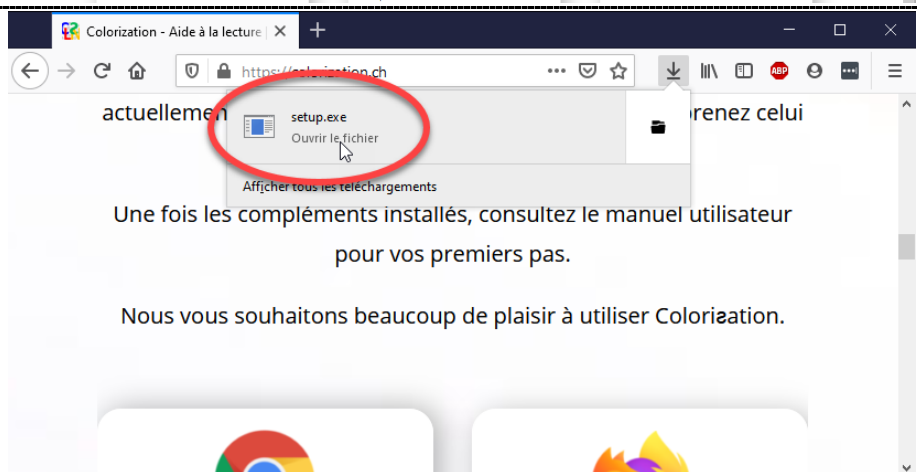 Colorization - Aide à la lecture
https://colorization.ch
ABP
setup.exe
Ouvrir le fichier
Afficher tous les téléchargements
actuellemen
prenez celui
Une fois les compléments installés, consultez le manuel utilisateur
pour vos premiers pas.
Nous vous souhaitons beaucoup de plaisir à utiliser Colorization.